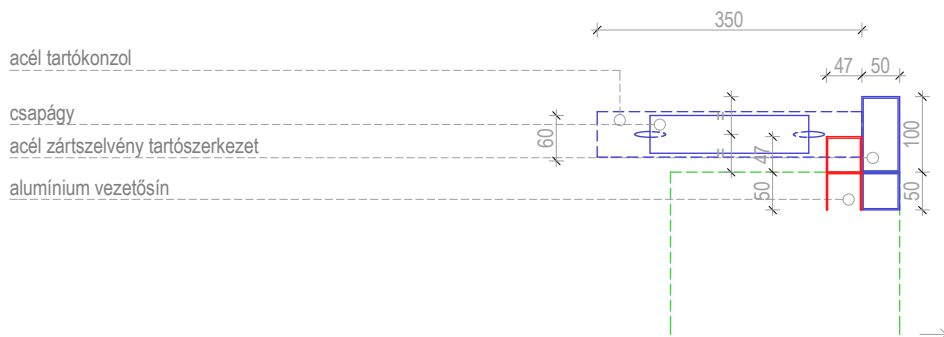 350
47 50
acél tartókonzol
csapágy
60
=
=
47
100
acél zártszelvény tartószerkezet
alumínium vezetősín
50
50